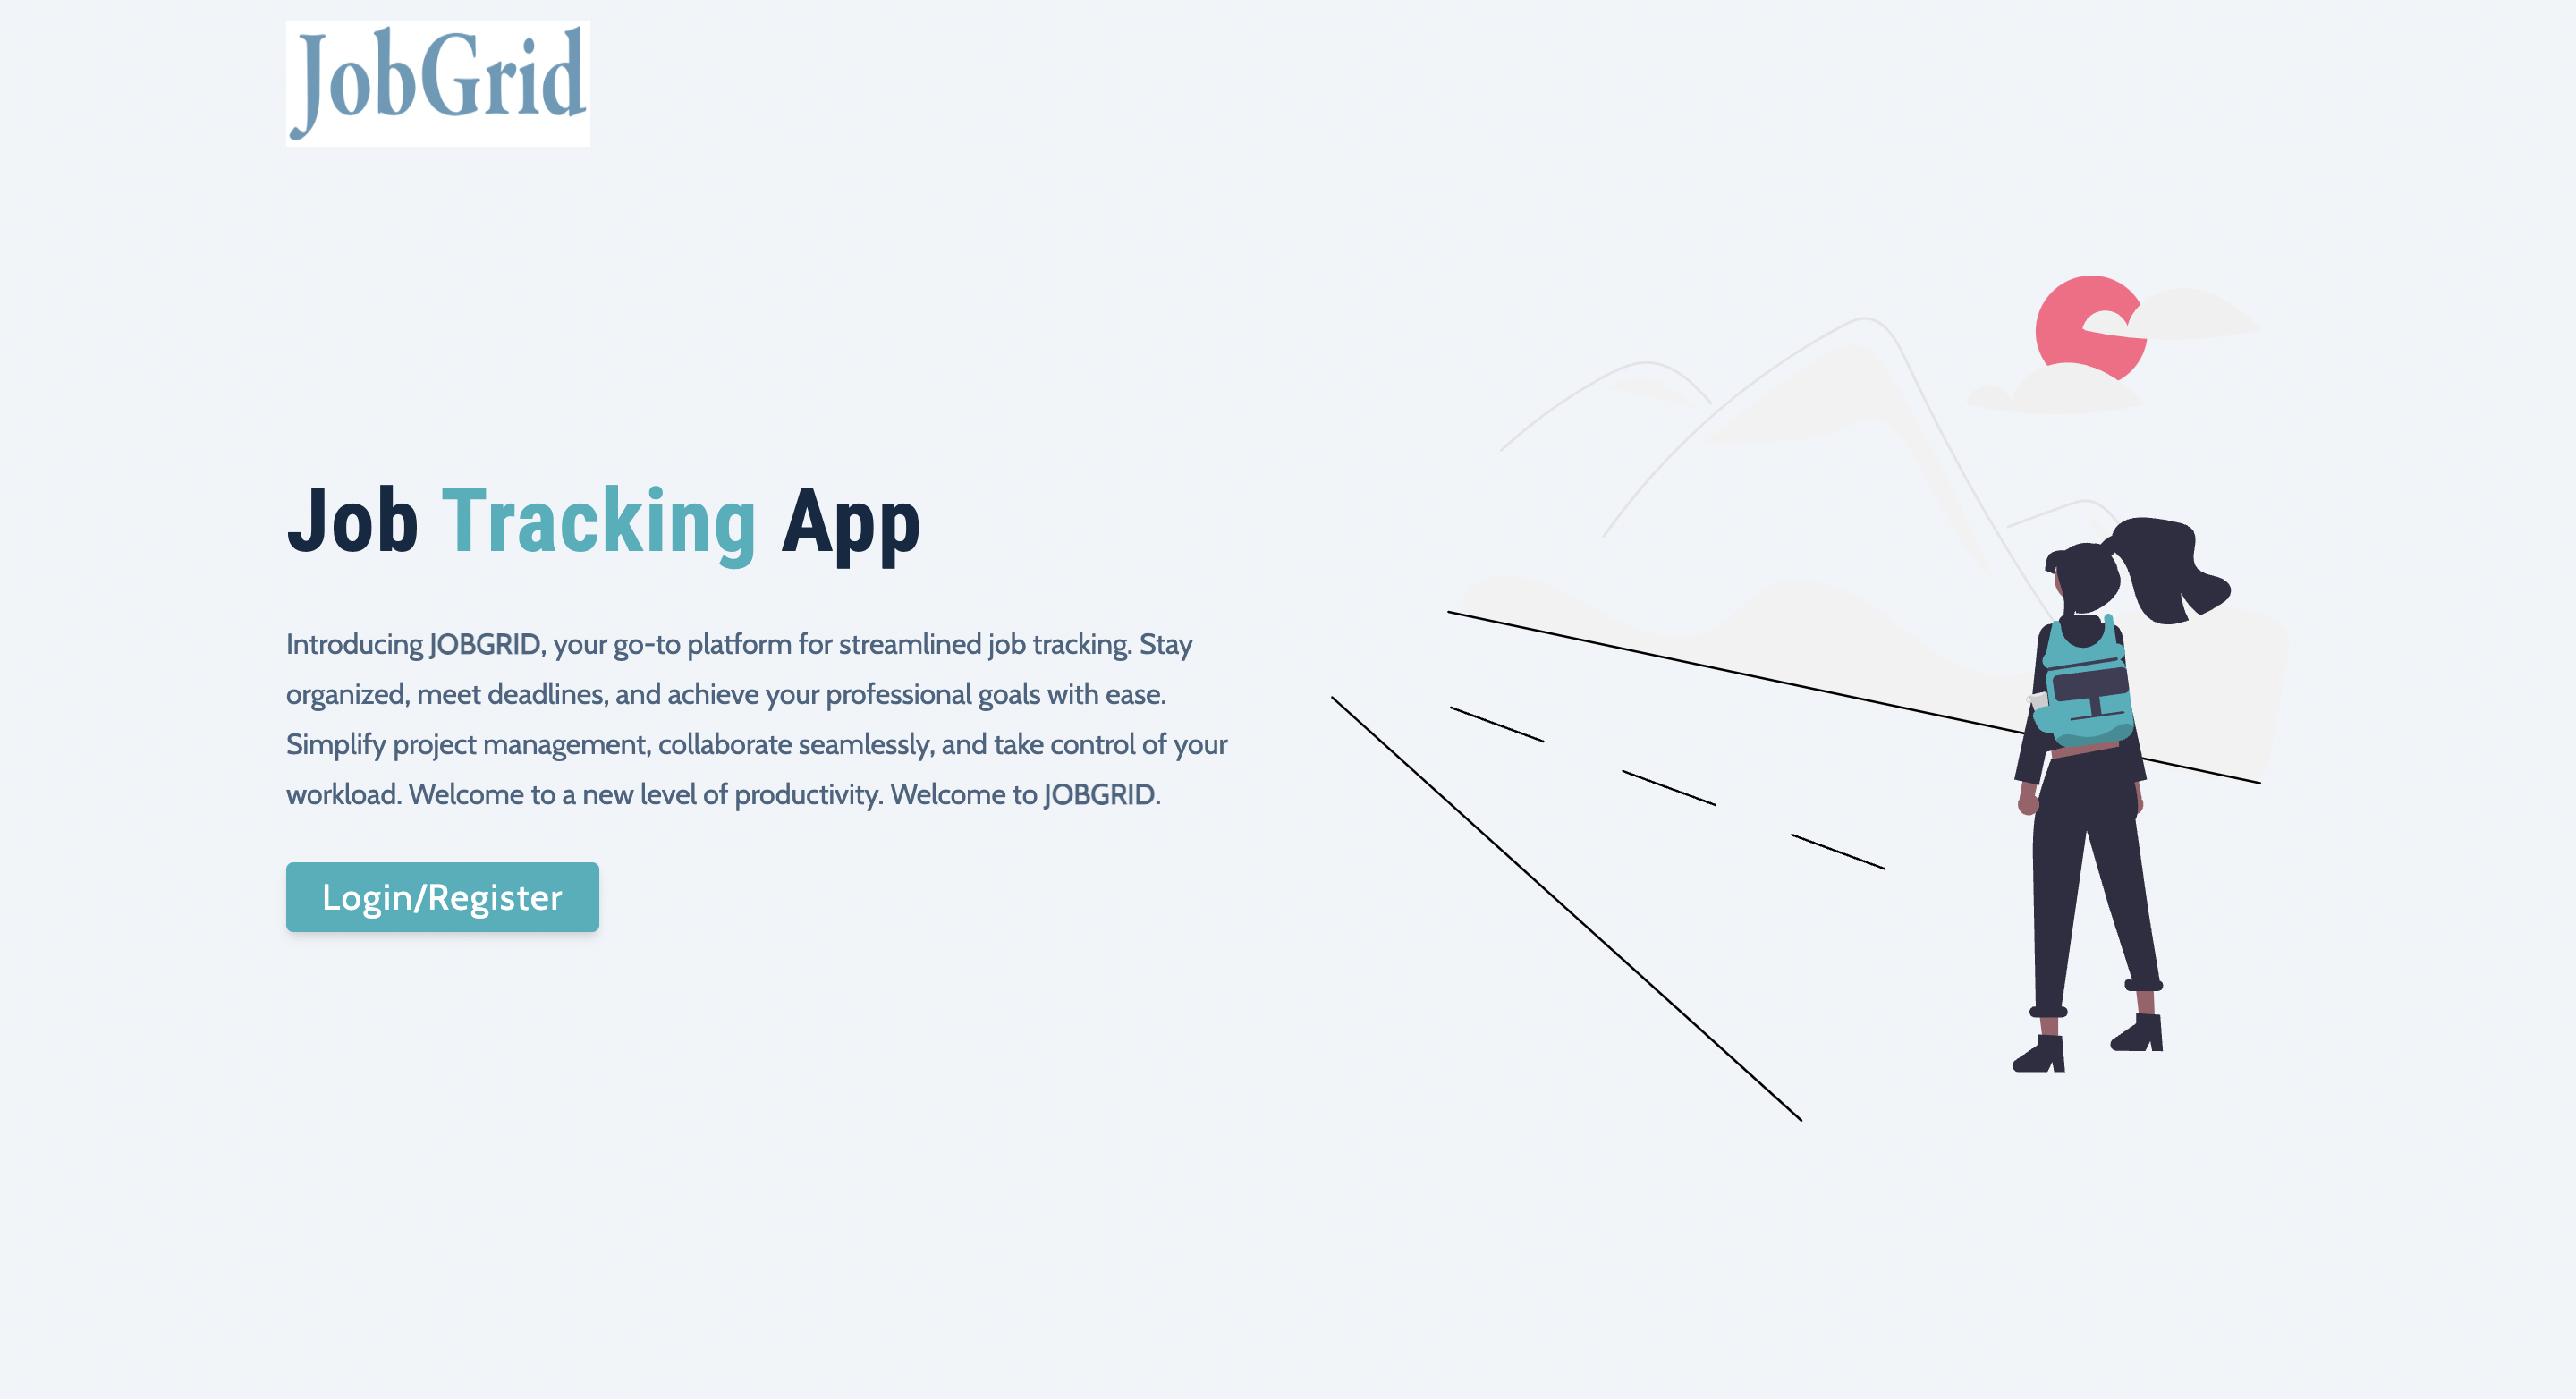 JobGrid
Job Tracking App
Introducing JOBGRID, your go-to platform for streamlined job tracking. Stay
organized, meet deadlines, and achieve your professional goals with ease.
Simplify project management, collaborate seamlessly, and take control of your
workload. Welcome to a new level of productivity. Welcome to JOBGRID.
Login/Register